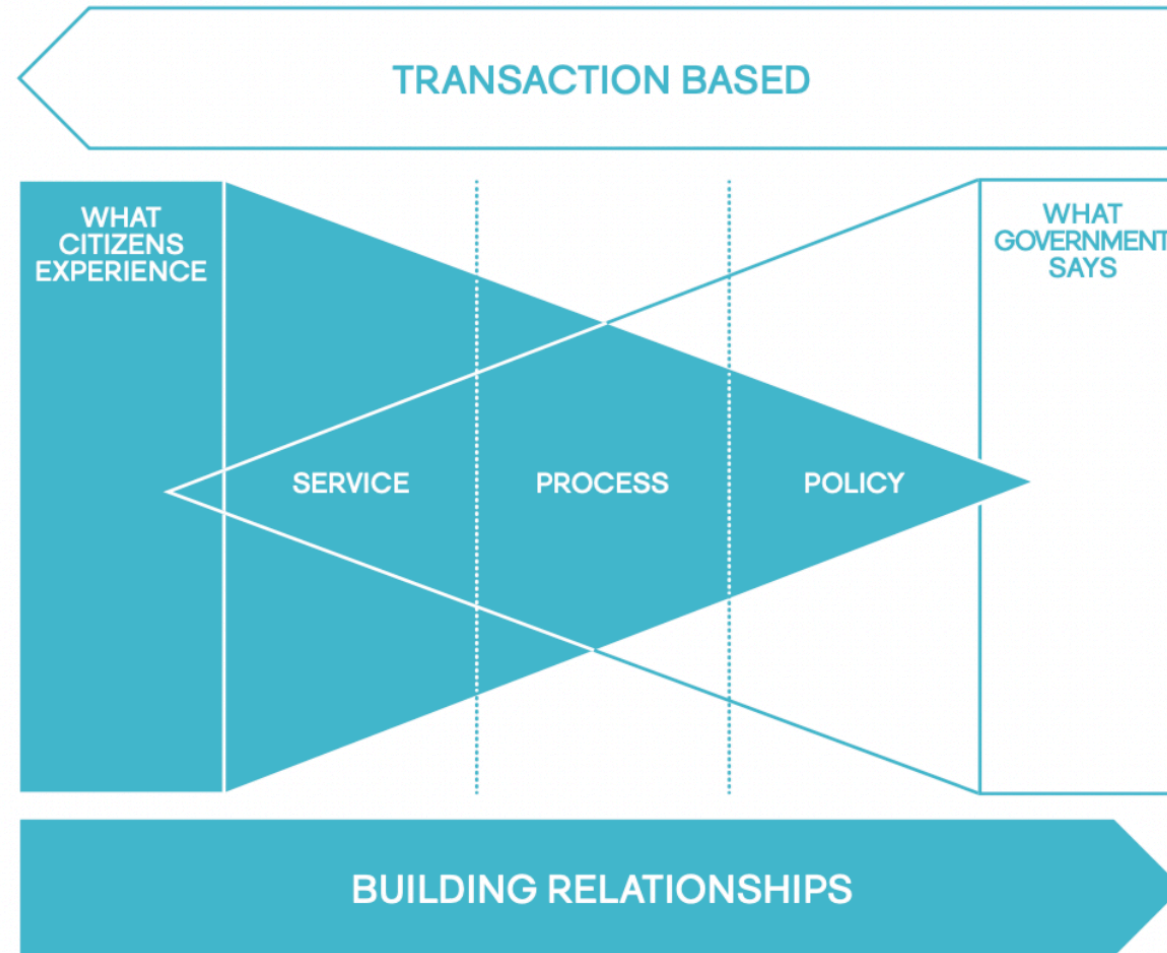 TRANSACTION BASED
WHAT
CITIZENS
EXPERIENCE
WHAT
GOVERNMENT
SAYS
SERVICE
PROCESS
POLICY
BUILDING RELATIONSHIPS